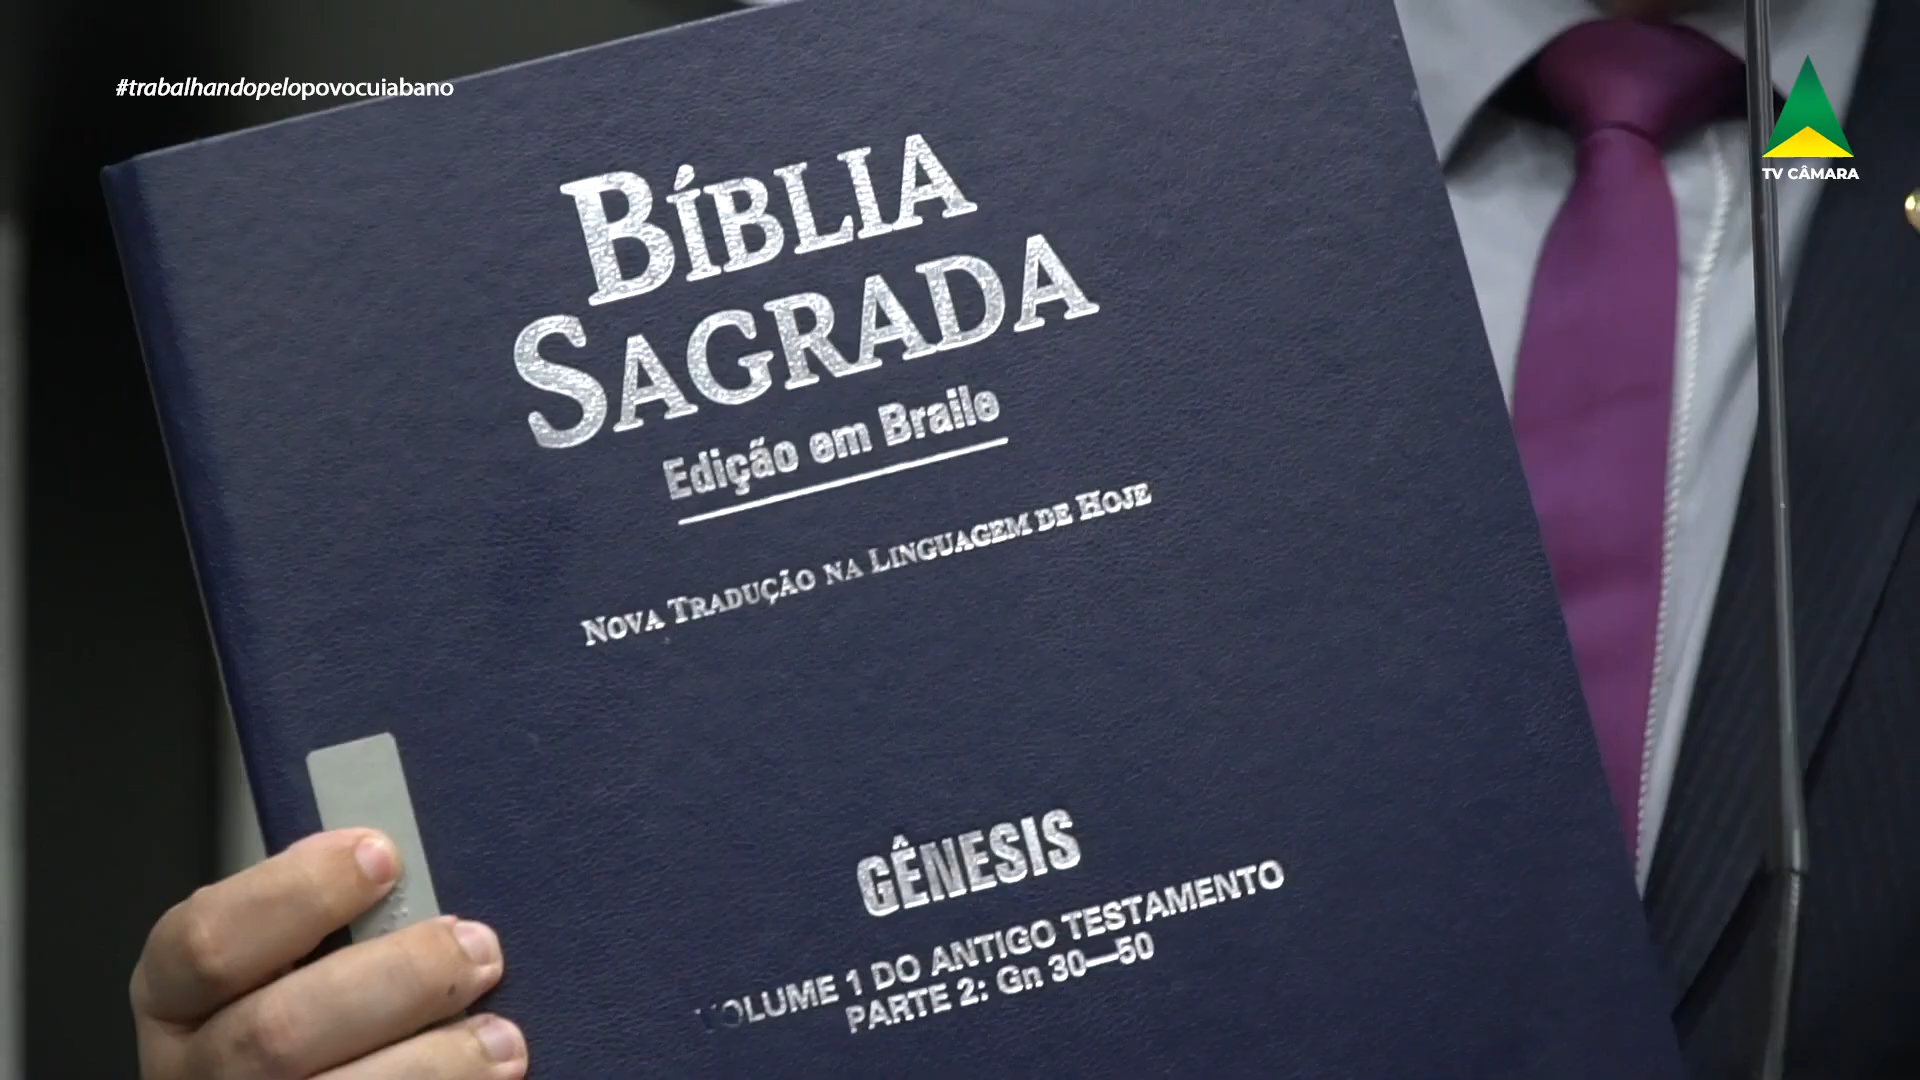 #trabalhandopelopovocuiabano
TV CÂMARA
BÍBLIA
SAGRADA
Edição em Braile
NOVA TRADUÇÃO NA LINGUAGEM DE HOJE
GÊNESIS
VOLUME 1 DO ANTIGO TESTAMENTO
PARTE 2: Gn 30—50